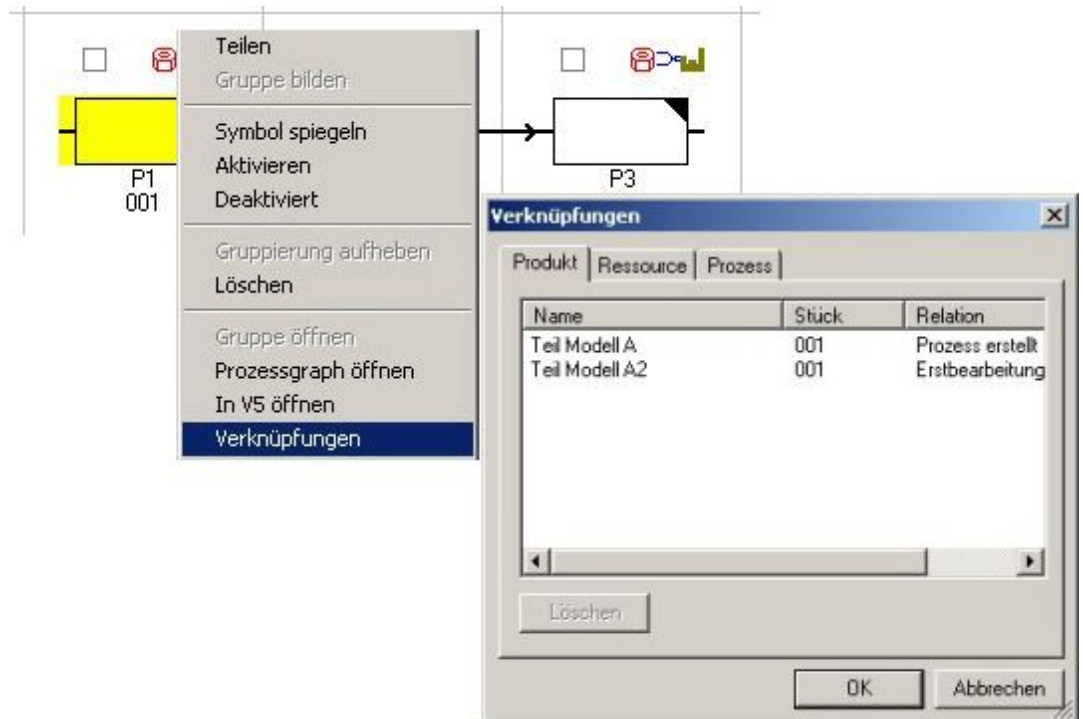 Teilen
Gruppe bilden
Symbol spiegeln
Aktivieren
Deaktiviert
Gruppierung aufheben
Löschen
Gruppe öffnen
Prozessgraph öffnen
In V5 öffnen
Verknüpfungen
P1
001
P3
Verknüpfungen
Produkt Ressource Prozess
Name Stück Relation
Teil Modell A 001 Prozess erstellt
Teil Modell A2 001 Erstbearbeitung
Löschen
OK Abbrechen